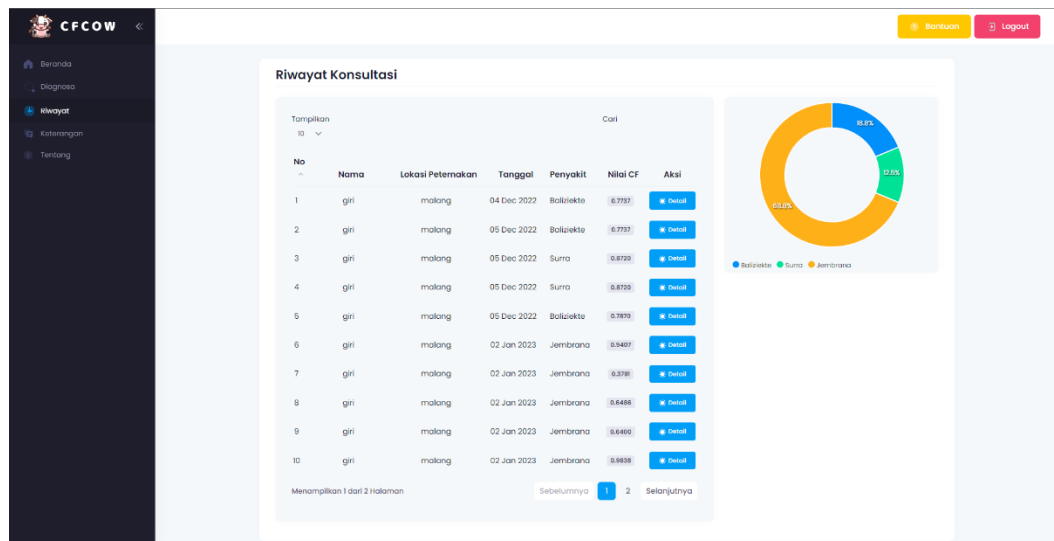 CFCOW
Bantuan
Logout
Beranda
Diagnosa
Riwayat
Keterangan
Tentang
Riwayat Konsultasi
Tampilkan
10
Cari
No Nama Lokasi Peternakan Tanggal Penyakit Nilai CF Aksi
1 giri malang 04 Dec 2022 Baliziekte 0.7737 Detail
2 giri malang 05 Dec 2022 Baliziekte 0.7737 Detail
3 giri malang 05 Dec 2022 Surra 0.8720 Detail
4 giri malang 05 Dec 2022 Surra 0.8720 Detail
5 giri malang 05 Dec 2022 Baliziekte 0.7870 Detail
6 giri malang 02 Jan 2023 Jembrana 0.9407 Detail
7 giri malang 02 Jan 2023 Jembrana 0.3781 Detail
8 giri malang 02 Jan 2023 Jembrana 0.6486 Detail
9 giri malang 02 Jan 2023 Jembrana 0.6400 Detail
10 giri malang 02 Jan 2023 Jembrana Detail
Menampilkan 1 dari 2 Halaman
Sebelumnya 1 2 Selanjutnya
18.8%
12.5%
Baliziekte Surra Jembrana